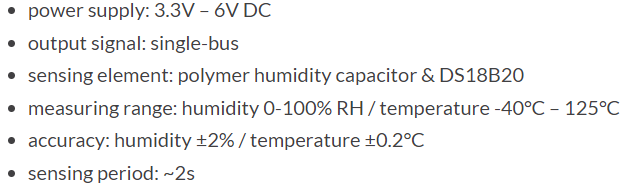 • power supply: 3.3V – 6V DC
• output signal: single-bus
• sensing element: polymer humidity capacitor & DS18B20
• measuring range: humidity 0-100% RH / temperature -40°C – 125°C
• accuracy: humidity ±2% / temperature ±0.2°C
• sensing period: ~2s